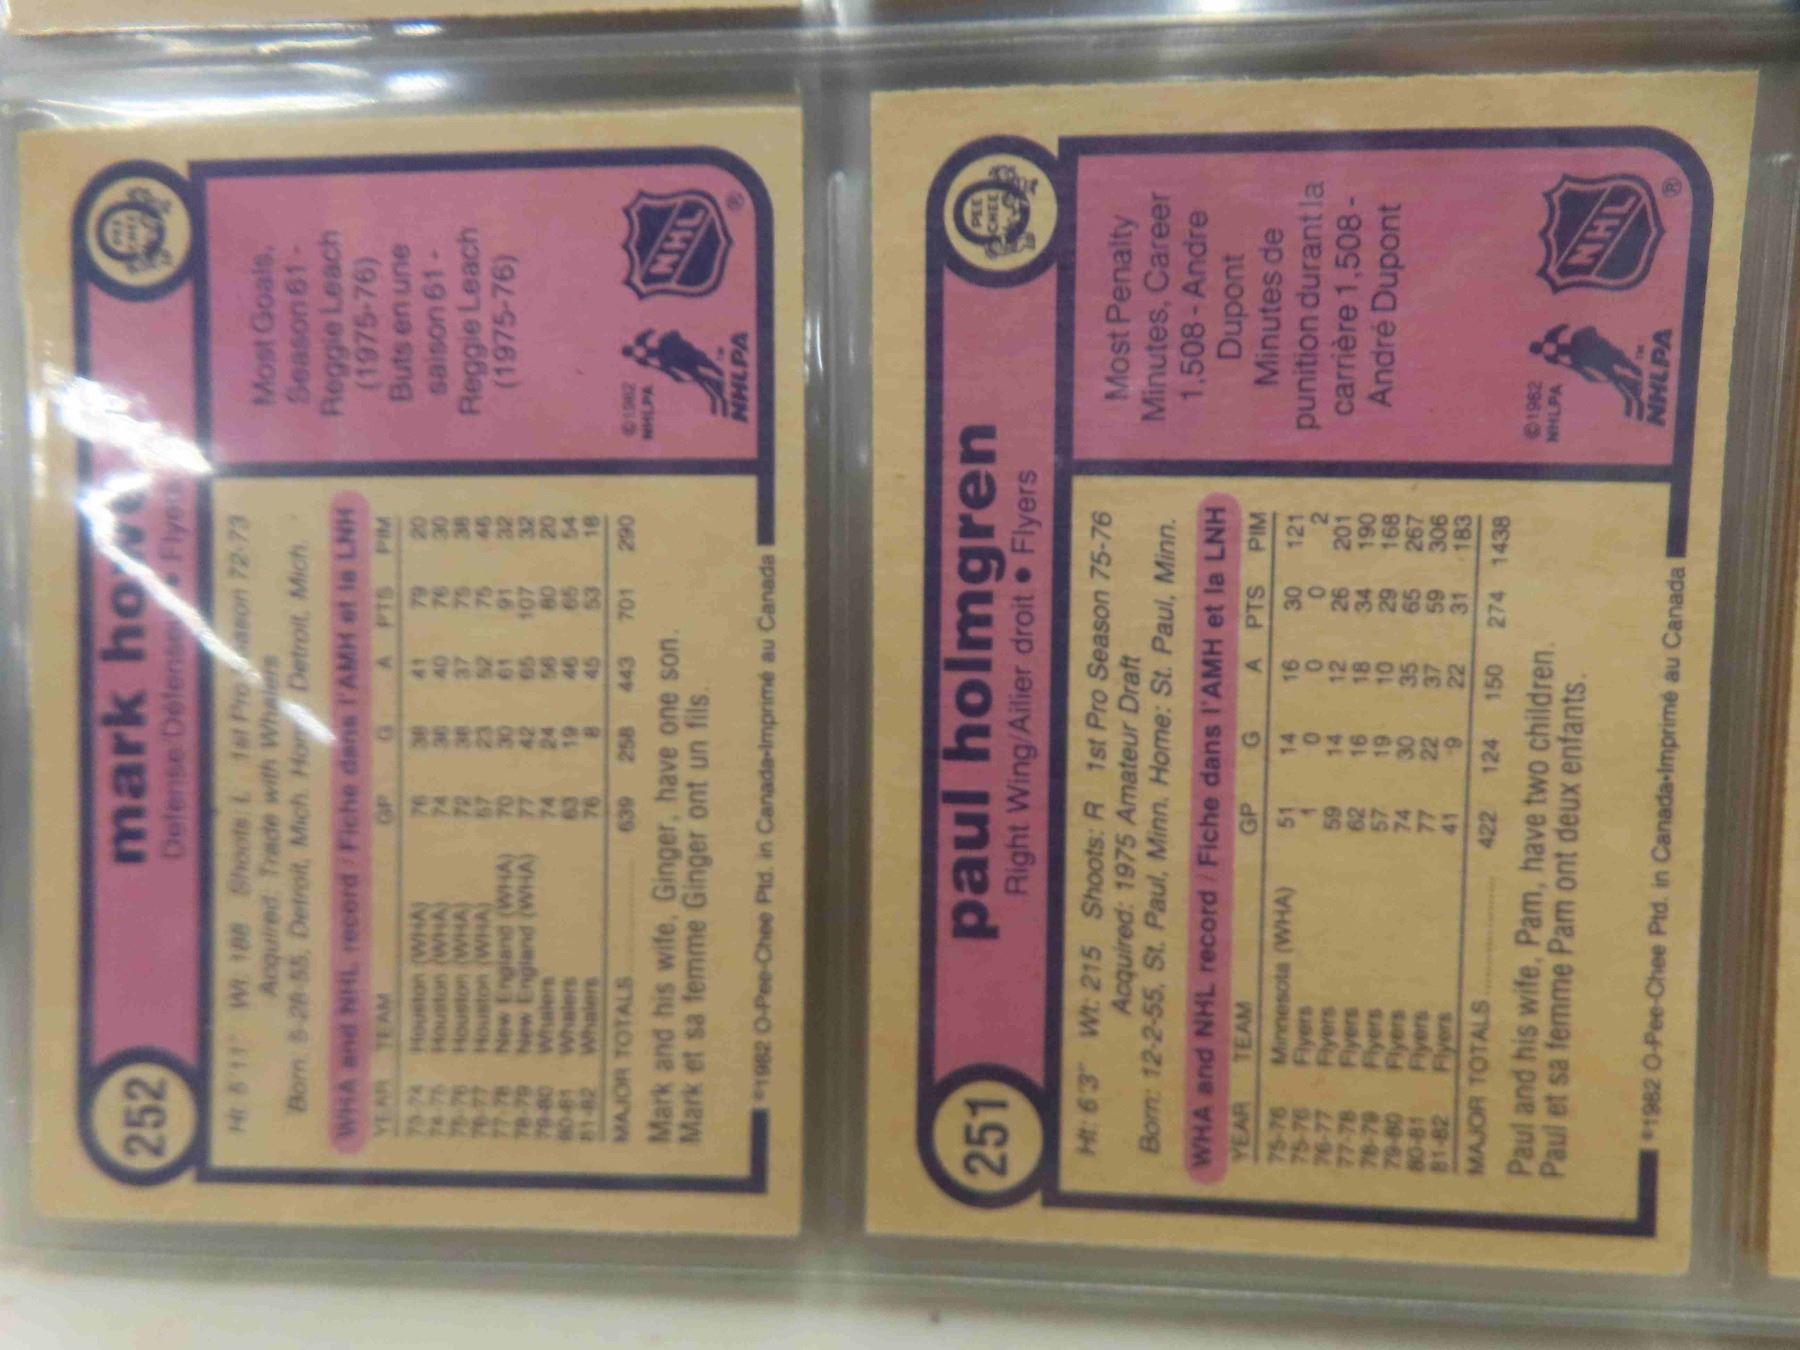 252
mark howe
Defense/Défense • Flyers
Ht: 5'11" Wt: 188 Shoots: L 1st Pro Season 72-73
Acquired: Trade with Whalers
Born: 5-28-55, Detroit, Mich. Home: Detroit, Mich.
WHA and NHL record / Fiche dans l'AMH et la LNH
YEAR TEAM GP G A PTS PIM
73-74 Houston (WHA) 76 38 41 79 20
74-75 Houston (WHA) 74 36 40 76 30
75-76 Houston (WHA) 72 38 37 75 38
76-77 Houston (WHA) 57 23 52 75 46
77-78 New England (WHA) 70 30 61 91 32
78-79 New England (WHA) 77 42 65 107 32
79-80 Whalers 74 24 56 80 20
80-81 Whalers 63 19 46 65 54
81-82 Whalers 76 8 45 53 18
MAJOR TOTALS 639 258 443 701 290
Mark and his wife, Ginger, have one son.
Mark et sa femme Ginger ont un fils.
*1982 O-Pee-Chee Ptd. in Canada•Imprimé au Canada
PEE
CHEE
Most Goals,
Season 61 -
Reggie Leach
(1975-76)
Buts en une
saison 61 -
Reggie Leach
(1975-76)
©1982
NHLPA
NHLPA™
NHL®
251
paul holmgren
Right Wing/Ailier droit • Flyers
Ht: 6'3" Wt: 215 Shoots: R 1st Pro Season 75-76
Acquired: 1975 Amateur Draft
Born: 12-2-55, St. Paul, Minn. Home: St. Paul, Minn.
WHA and NHL record / Fiche dans l'AMH et la LNH
YEAR TEAM GP G A PTS PIM
75-76 Minnesota (WHA) 51 14 16 30 121
75-76 Flyers 1 0 0 0 2
76-77 Flyers 59 14 12 26 201
77-78 Flyers 62 16 18 34 190
78-79 Flyers 57 19 10 29 168
79-80 Flyers 74 30 35 65 267
80-81 Flyers 77 22 37 59 306
81-82 Flyers 41 9 22 31 183
MAJOR TOTALS 422 124 150 274 1438
Paul and his wife, Pam, have two children.
Paul et sa femme Pam ont deux enfants.
*1982 O-Pee-Chee Ptd. in Canada•Imprimé au Canada
PEE
CHEE
Most Penalty
Minutes, Career
1,508 - Andre
Dupont
Minutes de
punition durant la
carrière 1,508 -
André Dupont
©1982
NHLPA
NHLPA™
NHL®